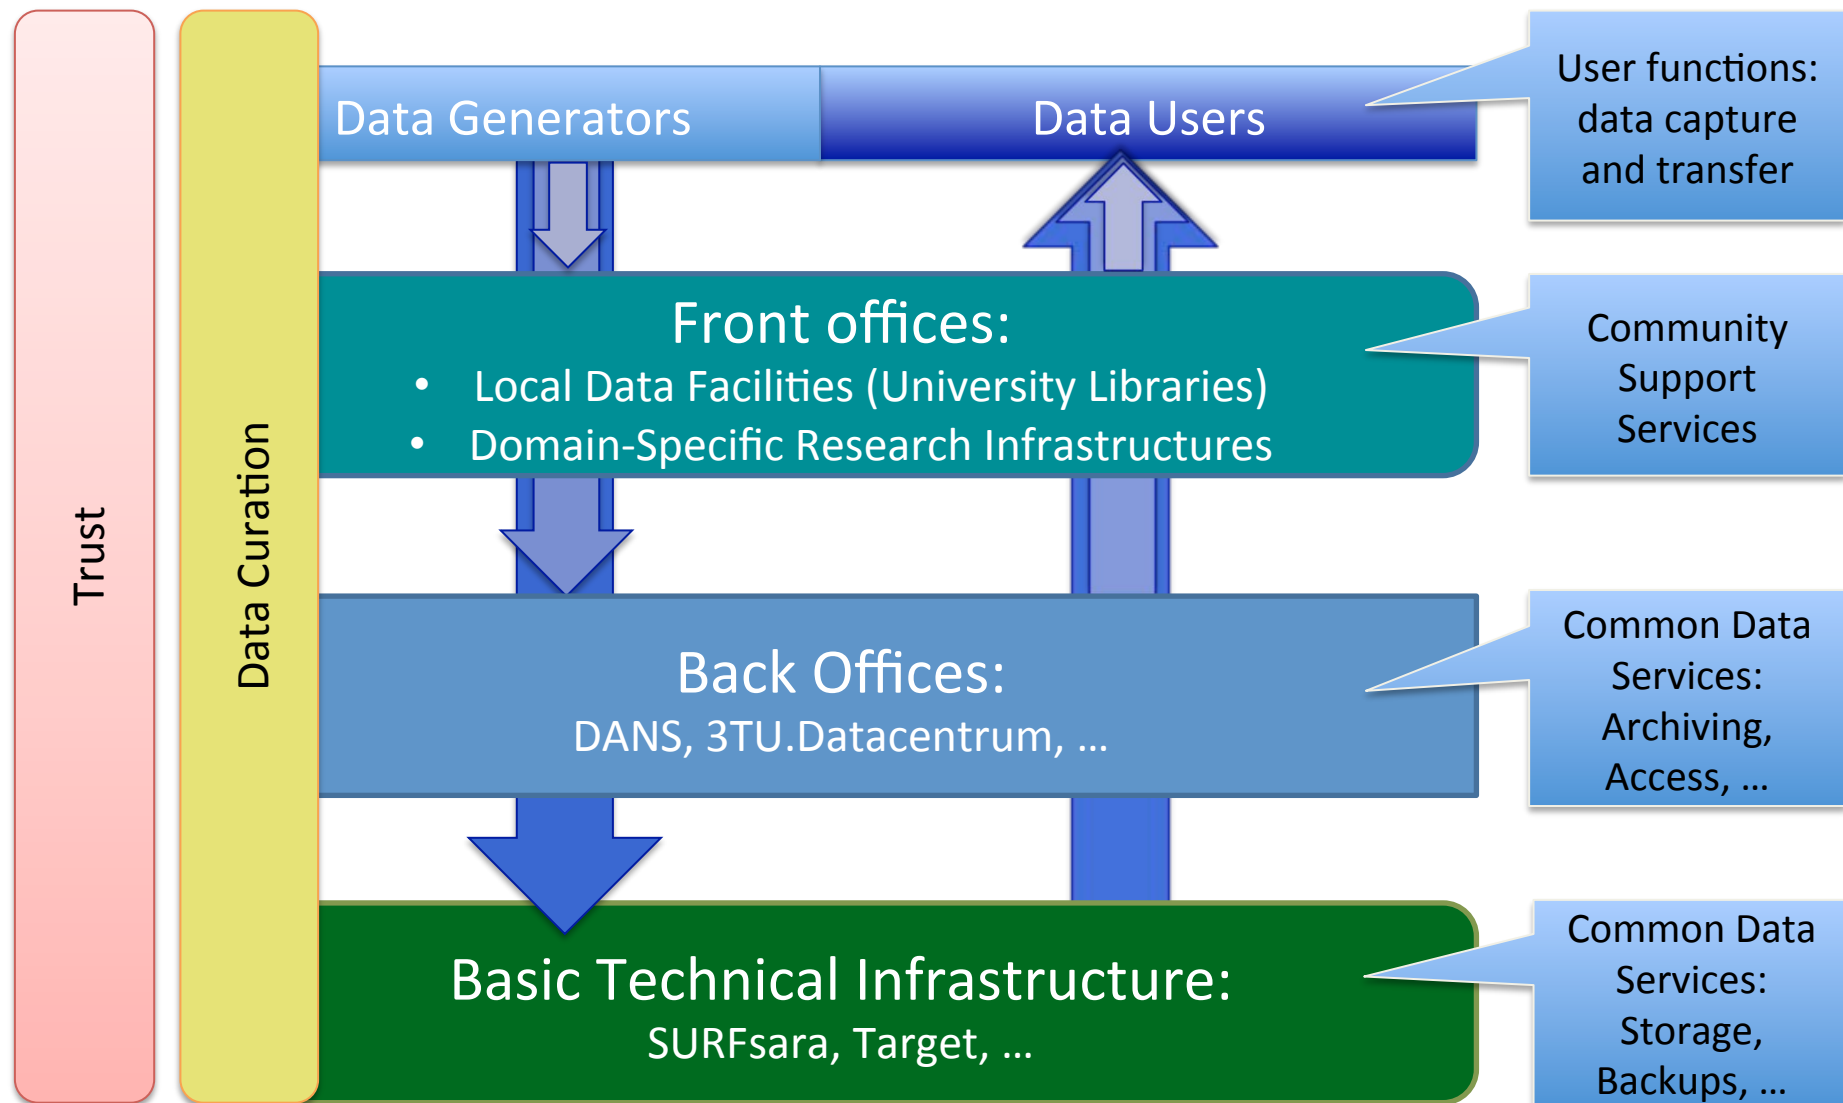 Trust
Data Curation
Data Generators
Data Users
User functions:
data capture
and transfer
Front offices:
• Local Data Facilities (University Libraries)
• Domain-Specific Research Infrastructures
Community
Support
Services
Back Offices:
DANS, 3TU.Datacentrum, …
Common Data
Services:
Archiving,
Access, …
Basic Technical Infrastructure:
SURFsara, Target, …
Common Data
Services:
Storage,
Backups, …